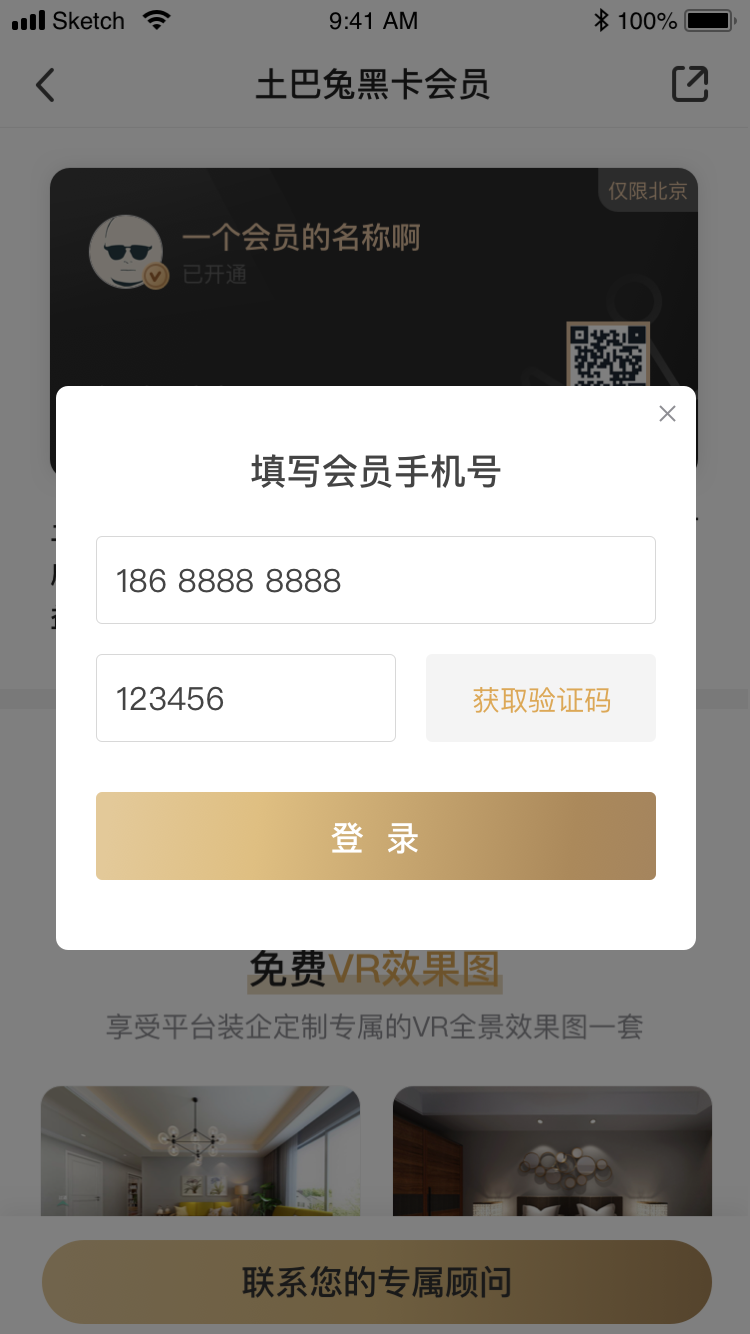 Sketch 9:41 AM 100%
土巴兔黑卡会员
仅限北京
一个会员的名称啊
已开通
填写会员手机号
186 8888 8888
123456
获取验证码
登 录
免费VR效果图
享受平台装企定制专属的VR全景效果图一套
联系您的专属顾问